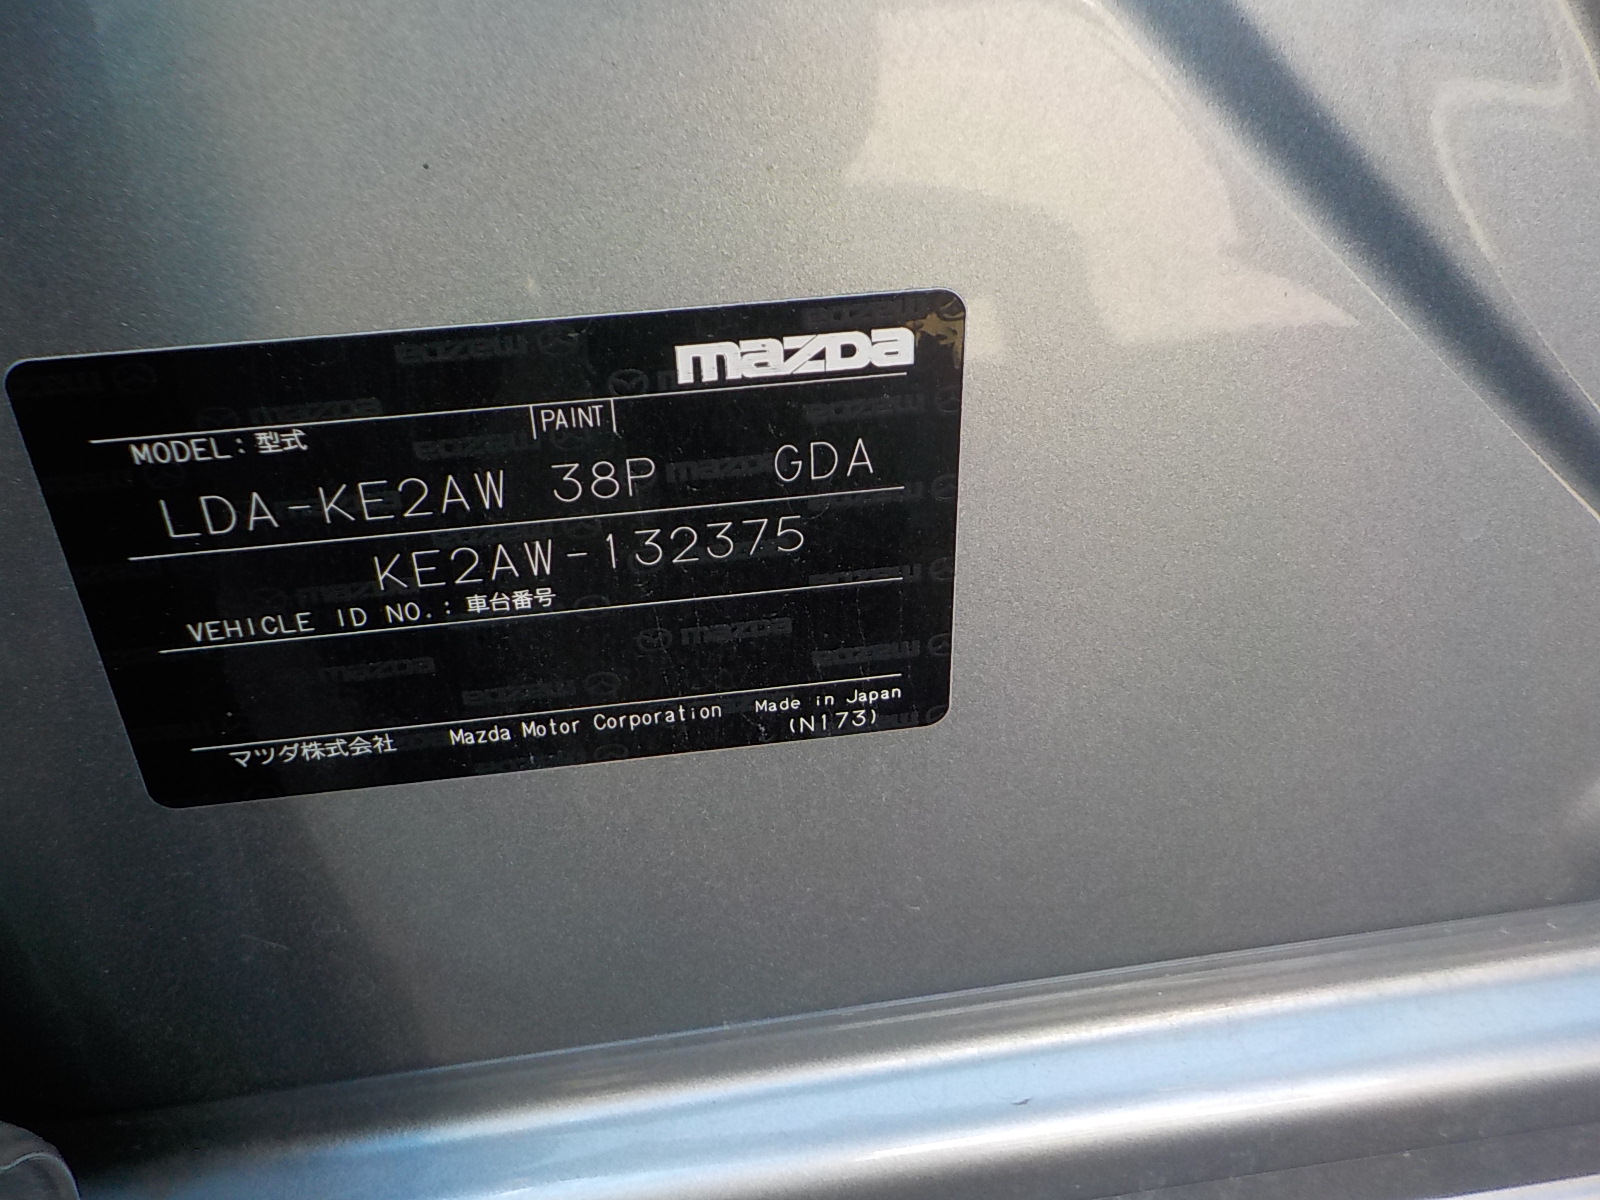 mazda
PAINT
MODEL: 型式
LDA-KE2AW 38P GDA
KE2AW-132375
VEHICLE ID NO.: 車台番号
マツダ株式会社 Mazda Motor Corporation Made in Japan
(N173)